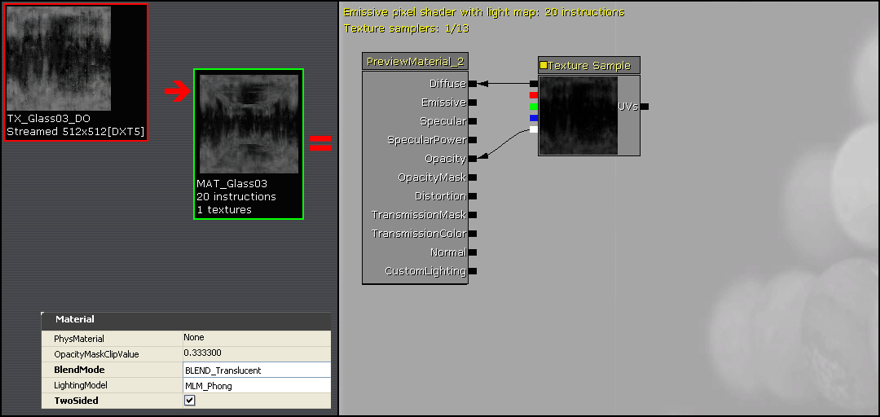 TX_Glass03_DO
Streamed 512x512[DXT5]
MAT_Glass03
20 instructions
1 textures
Material
PhysMaterial None
OpacityMaskClipValue 0.333300
BlendMode BLEND_Translucent
LightingModel MLM_Phong
TwoSided
Emissive pixel shader with light map: 20 instructions
Texture samplers: 1/13
PreviewMaterial_2
Diffuse
Emissive
Specular
SpecularPower
Opacity
OpacityMask
Distortion
TransmissionMask
TransmissionColor
Normal
CustomLighting
Texture Sample
UVs